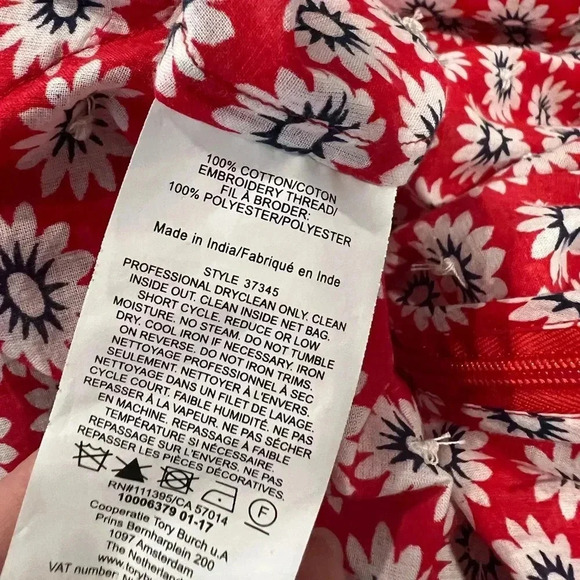 100% COTTON/COTON
EMBROIDERY THREAD/
FIL À BRODER:
100% POLYESTER/POLYESTER
Made in India/Fabriqué en Inde
STYLE 37345
PROFESSIONAL DRYCLEAN ONLY. CLEAN
INSIDE OUT. CLEAN INSIDE NET BAG.
SHORT CYCLE. REDUCE OR LOW
MOISTURE. NO STEAM. DO NOT TUMBLE
DRY. COOL IRON IF NECESSARY. IRON
ON REVERSE. DO NOT IRON TRIMS.
NETTOYAGE PROFESSIONNEL À SEC
SEULEMENT. NETTOYER À L'ENVERS.
NETTOYAGE DANS UN FILET DE LAVAGE.
CYCLE COURT. FAIBLE HUMIDITÉ. NE PAS
REPASSER À LA VAPEUR. NE PAS SÉCHER
EN MACHINE. REPASSAGE À FAIBLE
TEMPÉRATURE SI NÉCESSAIRE.
REPASSER SUR L'ENVERS. NE PAS
REPASSER LES PIÈCES DÉCORATIVES.
F
RN#111395/CA 57014
10006379 01-17
Cooperatie Tory Burch u.A
Prins Bernhardplein 200
1097 Amsterdam
The Netherland
VAT